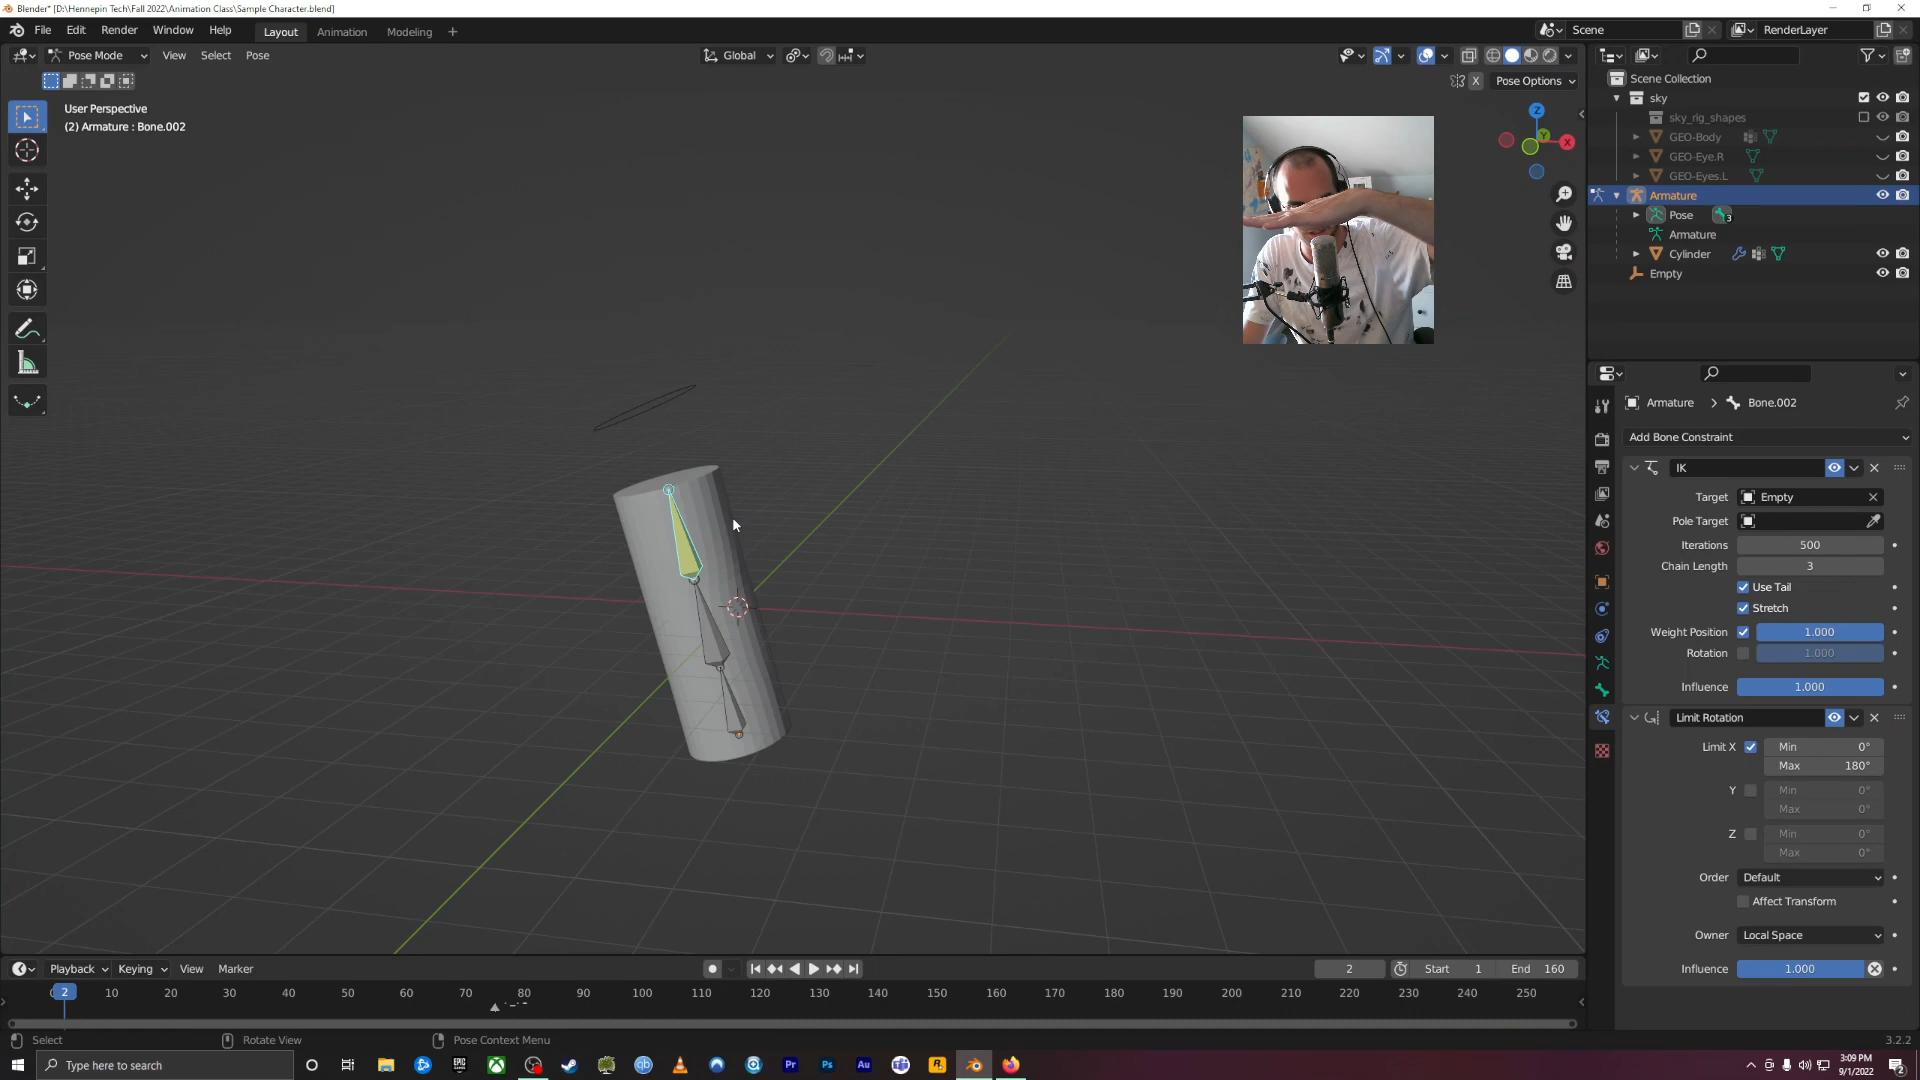 Blender* [D:\Hennepin Tech\Fall 2022\Animation Class\Sample Character.blend]
File Edit Render Window Help Layout Animation Modeling + Scene RenderLayer
Pose Mode View Select Pose Global
X Pose Options
User Perspective
(2) Armature : Bone.002
Z
Y
X
Scene Collection
sky
sky_rig_shapes
GEO-Body
GEO-Eye.R
GEO-Eyes.L
Armature
Pose 3
Armature
Cylinder
Empty
Armature > Bone.002
Add Bone Constraint
IK
Target Empty
Pole Target
Iterations 500
Chain Length 3
Use Tail
Stretch
Weight Position 1.000
Rotation 1.000
Influence 1.000
Limit Rotation
Limit X Min 0°
Max 180°
Y Min 0°
Max 0°
Z Min 0°
Max 0°
Order Default
Affect Transform
Owner Local Space
Influence 1.000
Playback Keying View Marker 2 Start 1 End 160
2 10 20 30 40 50 60 70 80 90 100 110 120 130 140 150 160 170 180 190 200 210 220 230 240 250
Select Rotate View Pose Context Menu 3.2.2
Type here to search EPIC GAMES qb Pr Ps Au R 3:09 PM
9/1/2022 2